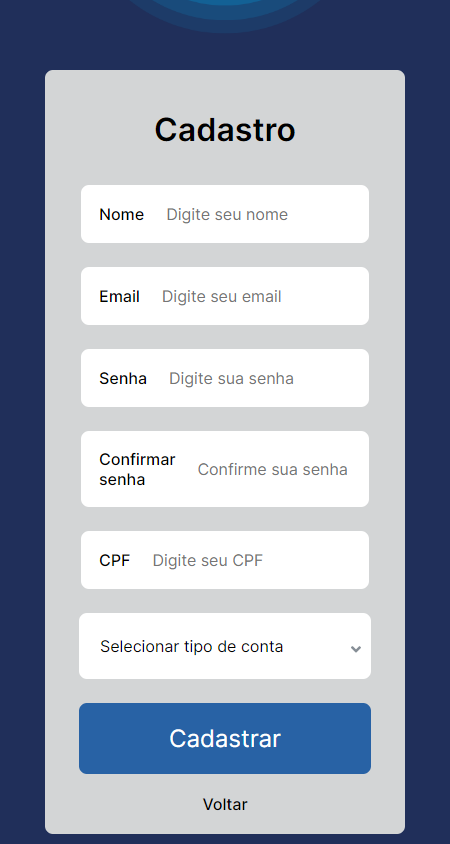 Cadastro
Nome Digite seu nome
Email Digite seu email
Senha Digite sua senha
Confirmar senha Confirme sua senha
CPF Digite seu CPF
Selecionar tipo de conta
Cadastrar
Voltar